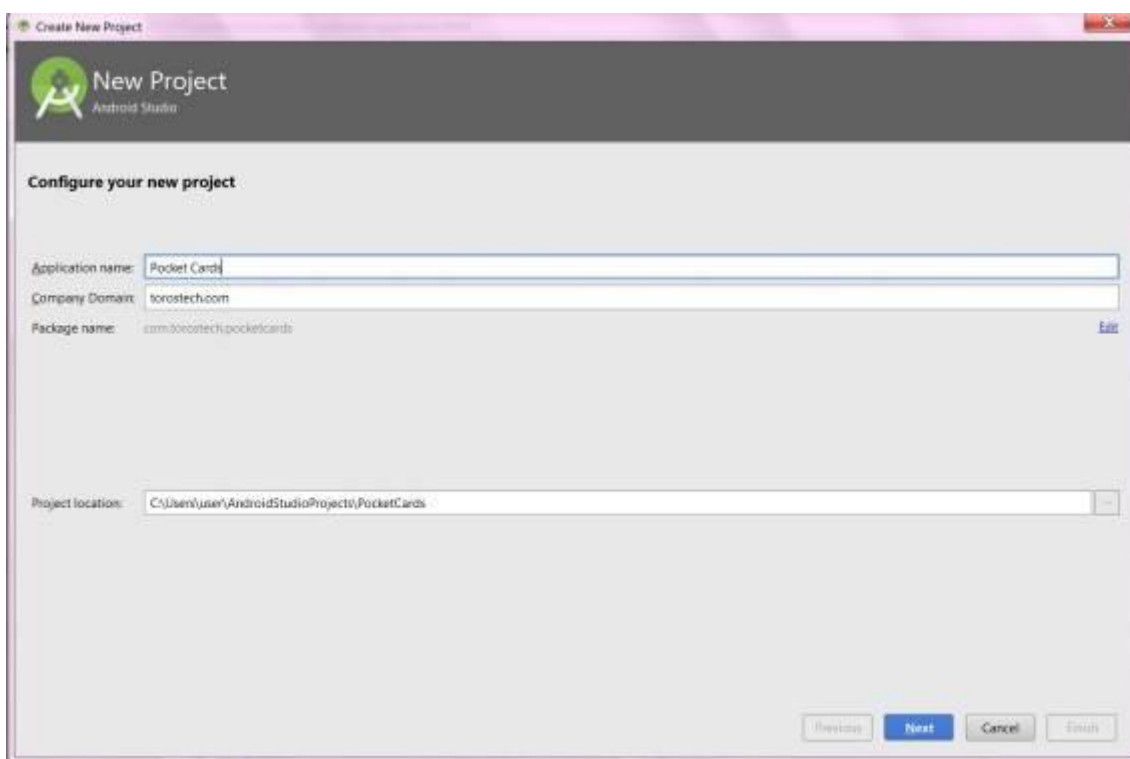 Create New Project
New Project
Android Studio
Configure your new project
Application name: Pocket Cards
Company Domain: torostech.com
Package name: com.torostech.pocketcards
Edit
Project location: C:\Users\user\AndroidStudioProjects\PocketCards
Previous
Next
Cancel
Finish